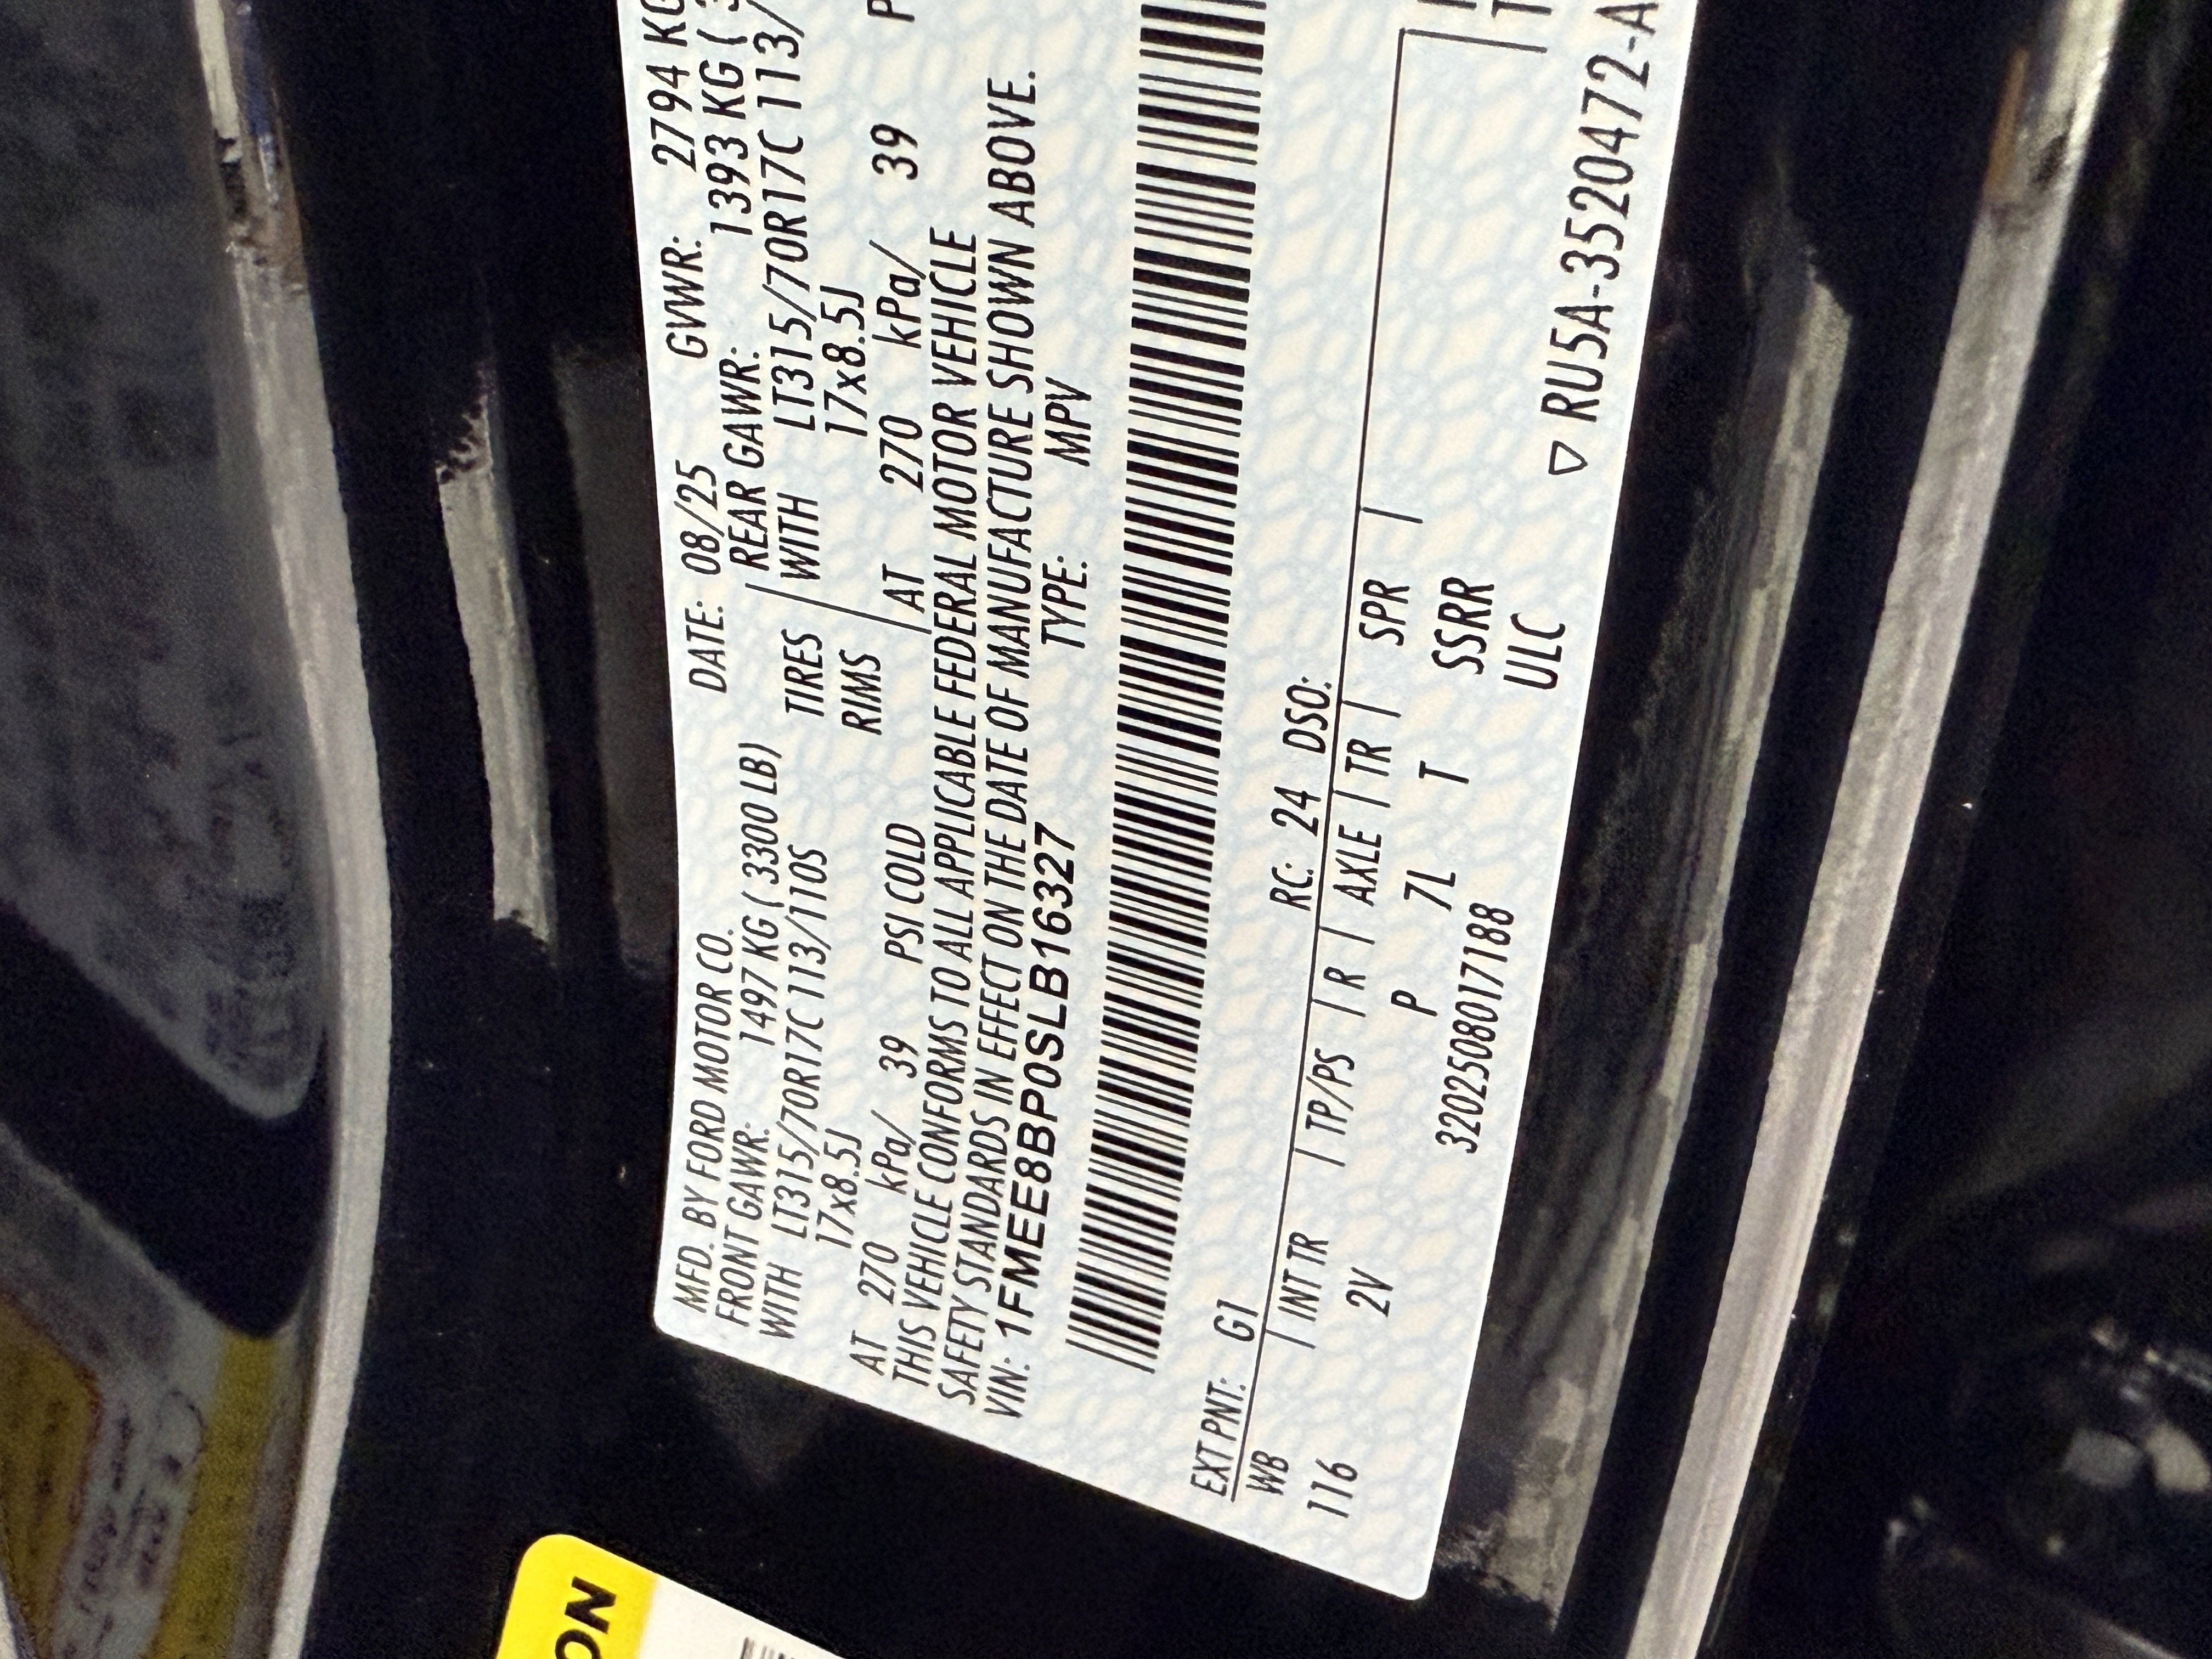 MFD. BY FORD MOTOR CO. DATE: 08/25 GVWR: 2794 KG
FRONT GAWR: 1497 KG ( 3300 LB) REAR GAWR: 1393 KG (
WITH LT315/70R17C 113/110S TIRES WITH LT315/70R17C 113/
17x8.5J RIMS 17x8.5J
AT 270 kPa/ 39 PSI COLD AT 270 kPa/ 39 P
THIS VEHICLE CONFORMS TO ALL APPLICABLE FEDERAL MOTOR VEHICLE
SAFETY STANDARDS IN EFFECT ON THE DATE OF MANUFACTURE SHOWN ABOVE.
VIN: 1FMEE8BP0SLB16327 TYPE: MPV
EXT PNT: G1 RC: 24 DSO:
WB | INT TR | TP/PS | R | AXLE | TR | SPR |
116 2V P 7L T SSRR
3202508017188 ULC
▽ RU5A-3520472-A
ON